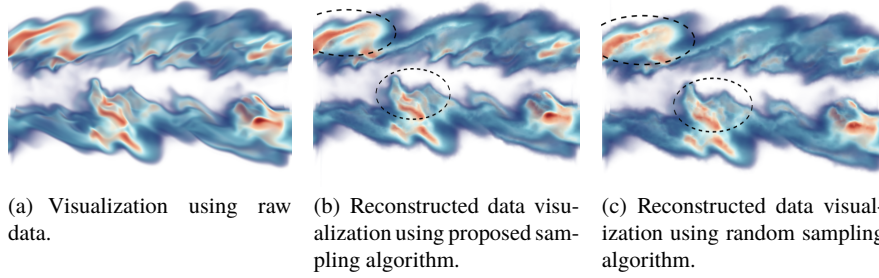 (a) Visualization using raw
data.
(b) Reconstructed data visu-
alization using proposed sam-
pling algorithm.
(c) Reconstructed data visual-
ization using random sampling
algorithm.